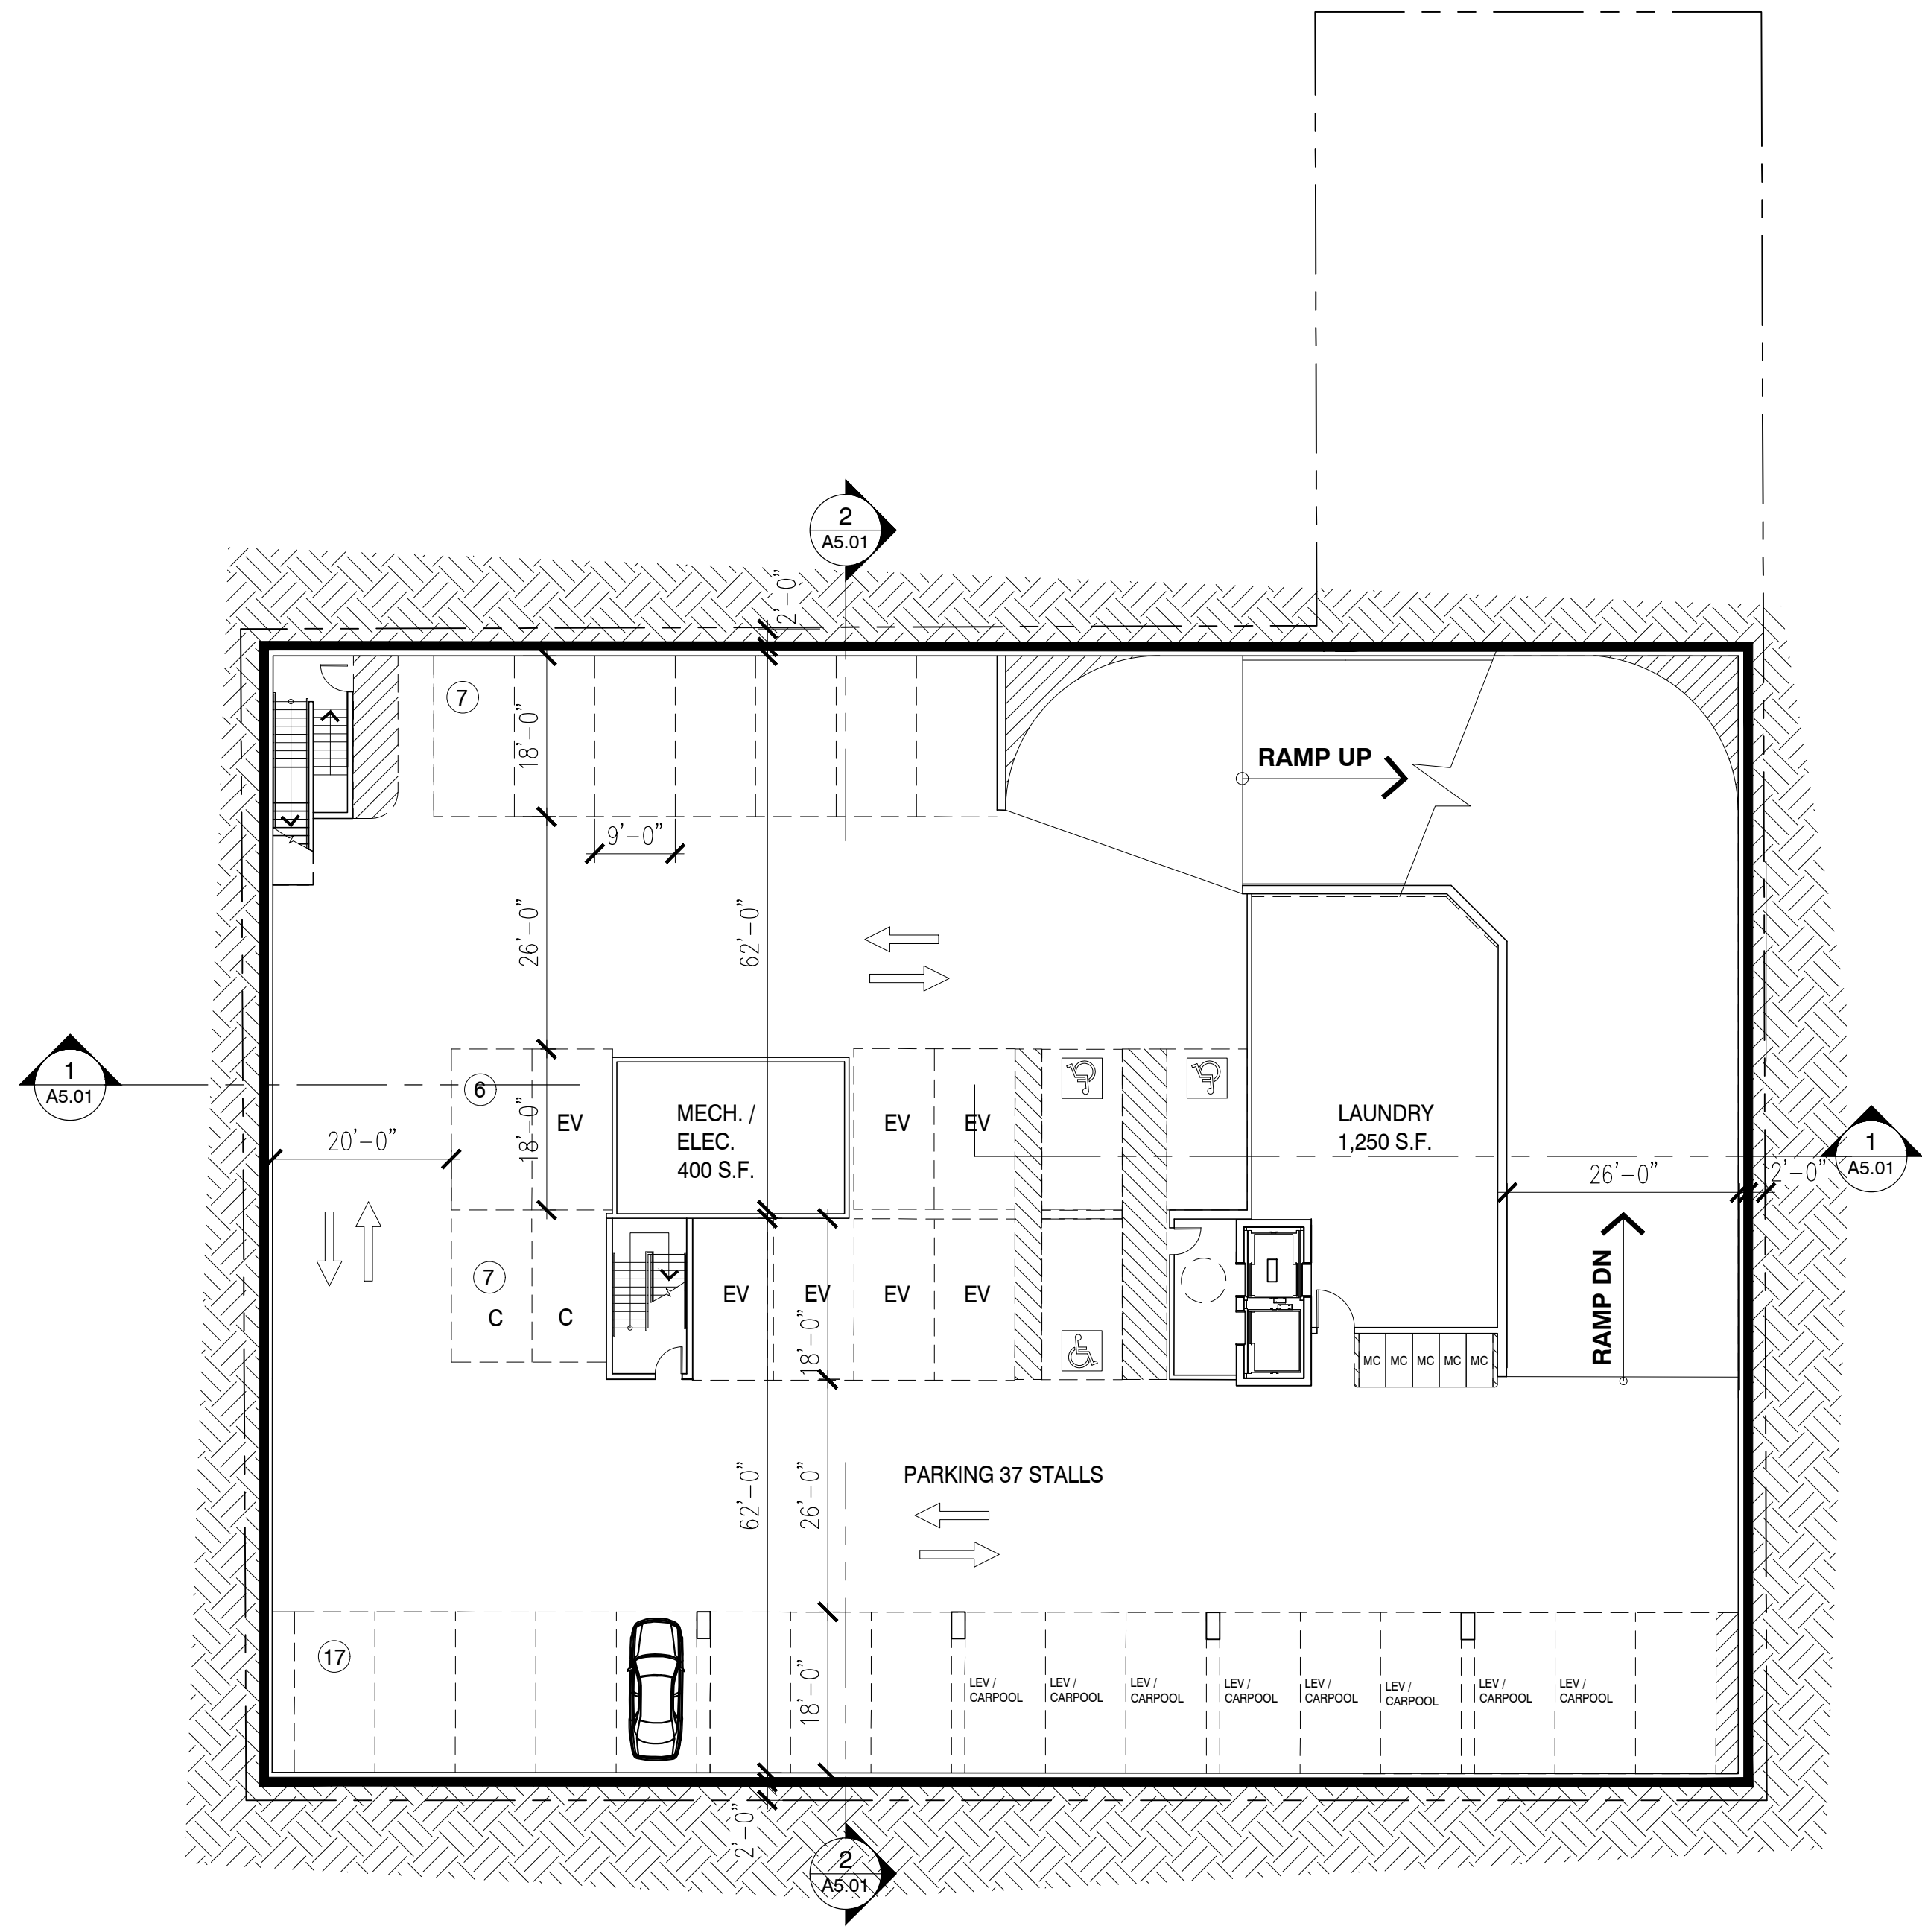 2
A5.01
2'-0"
7
18'-0"
RAMP UP
9'-0"
26'-0"
62'-0"
1
A5.01
6
EV
18'-0"
MECH. /
ELEC.
400 S.F.
EV
EV
LAUNDRY
1,250 S.F.
20'-0"
1
A5.01
26'-0"
2'-0"
7
C
C
EV
EV
EV
EV
18'-0"
RAMP DN
MC
MC
MC
MC
MC
PARKING 37 STALLS
62'-0"
26'-0"
17
18'-0"
LEV /
CARPOOL
LEV /
CARPOOL
LEV /
CARPOOL
LEV /
CARPOOL
LEV /
CARPOOL
LEV /
CARPOOL
LEV /
CARPOOL
LEV /
CARPOOL
2'-0"
2
A5.01